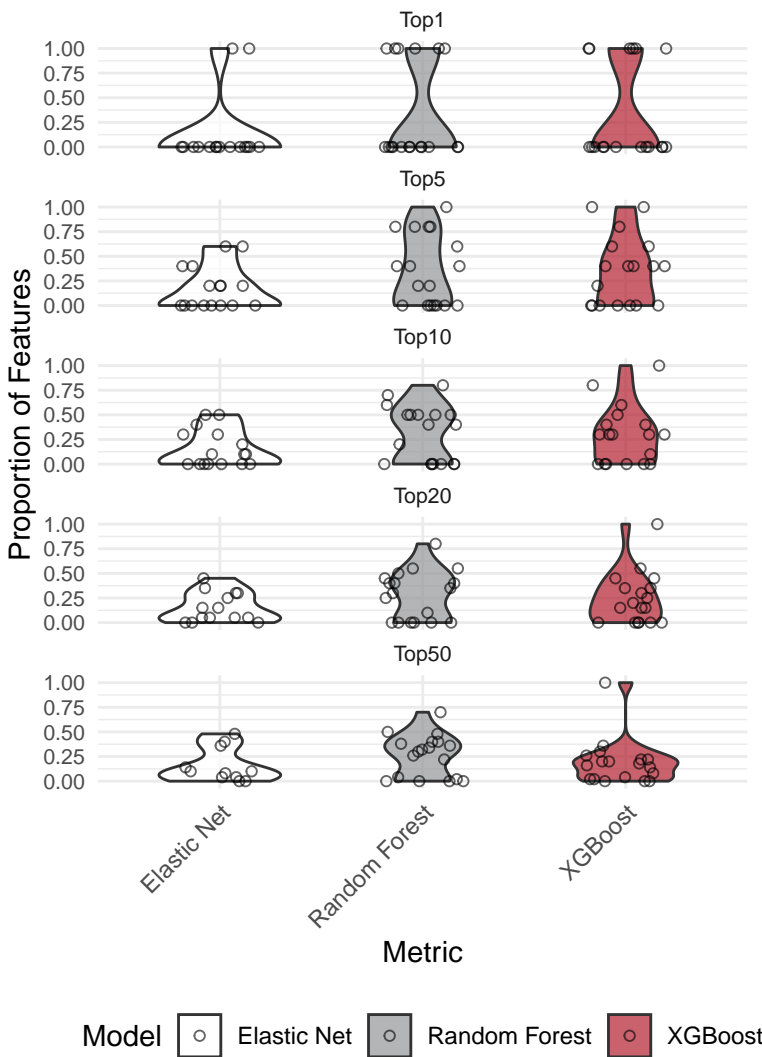 Top1
1.00
0.75
0.50
0.25
0.00
Top5
1.00
0.75
0.50
0.25
0.00
Top10
1.00
0.75
0.50
0.25
0.00
Top20
1.00
0.75
0.50
0.25
0.00
Top50
1.00
0.75
0.50
0.25
0.00
Proportion of Features
Elastic Net
Random Forest
XGBoost
Metric
Model Elastic Net Random Forest XGBoost